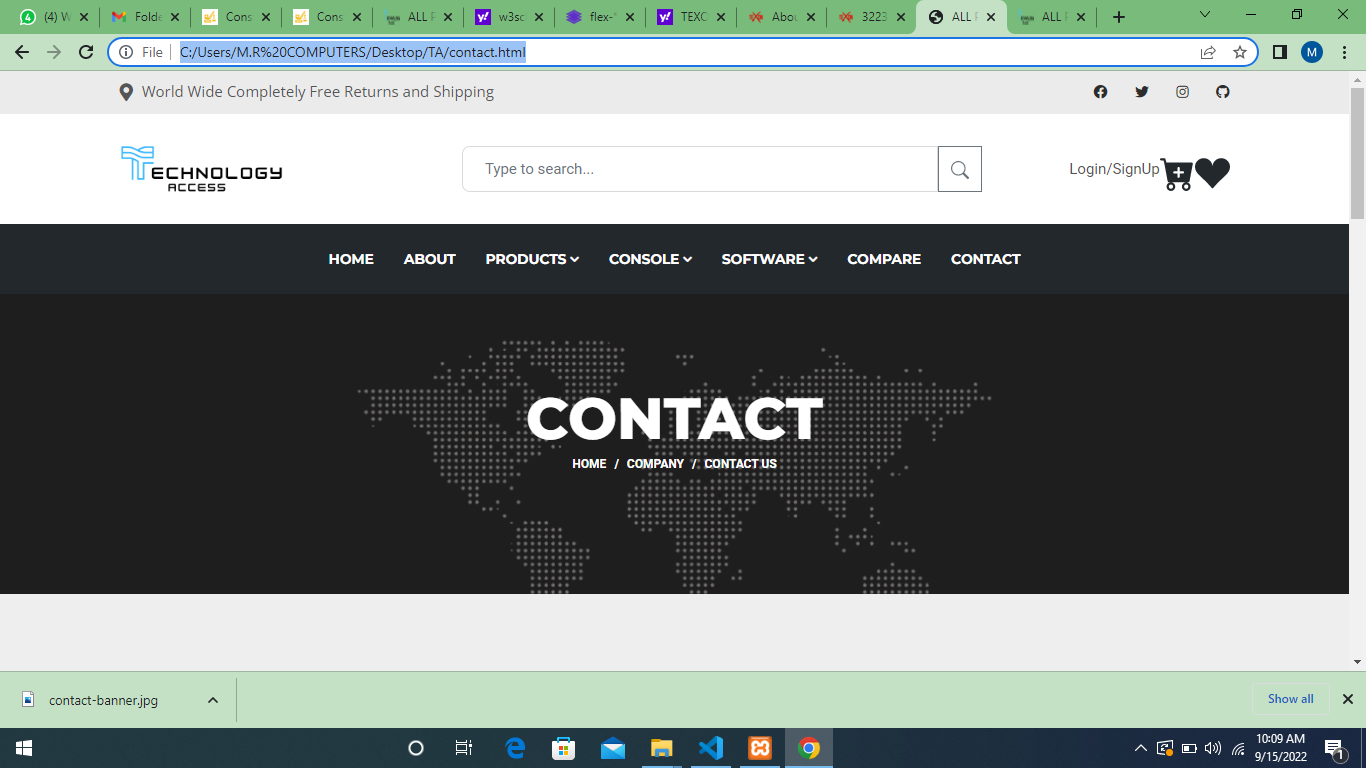 (4) W
Folde
Cons
Cons
ALL P
w3sc
flex-
TEXC
Abou
3223
ALL P
ALL P
File
C:/Users/M.R%20COMPUTERS/Desktop/TA/contact.html
M
World Wide Completely Free Returns and Shipping
TECHNOLOGY
ACCESS
Type to search...
Login/SignUp
HOME ABOUT PRODUCTS CONSOLE SOFTWARE COMPARE CONTACT
CONTACT
HOME / COMPANY / CONTACT US
contact-banner.jpg
Show all
10:09 AM
9/15/2022
1